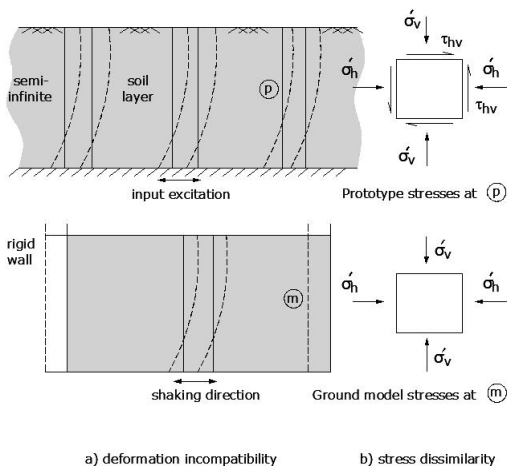 semi-
infinite
soil
layer
p
input excitation
σ′v
τhv
σ′h
σ′h
τhv
σ′v
Prototype stresses at p
rigid
wall
m
shaking direction
σ′v
σ′h
σ′h
σ′v
Ground model stresses at m
a) deformation incompatibility
b) stress dissimilarity